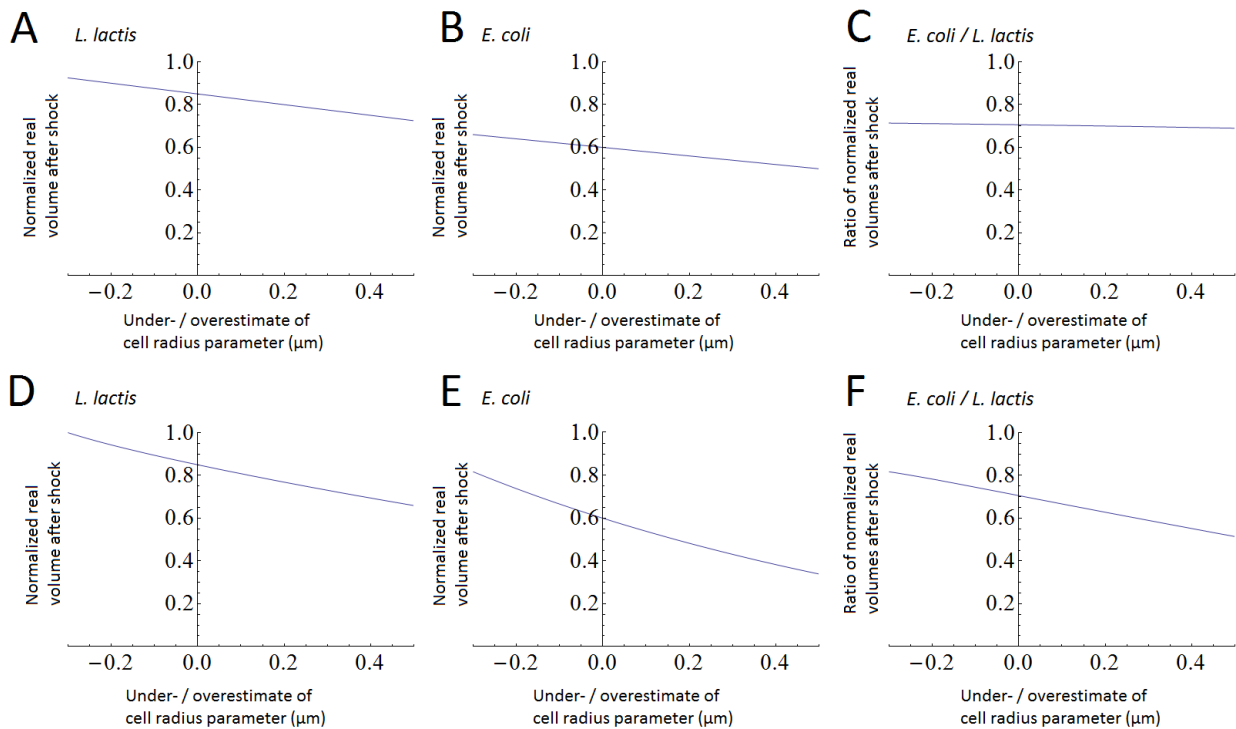 A
L. lactis
Normalized real
volume after shock
1.0
0.8
0.6
0.4
0.2
−0.2 0.0 0.2 0.4
Under- / overestimate of
cell radius parameter (μm)
B
E. coli
Normalized real
volume after shock
1.0
0.8
0.6
0.4
0.2
−0.2 0.0 0.2 0.4
Under- / overestimate of
cell radius parameter (μm)
C
E. coli / L. lactis
Ratio of normalized real
volumes after shock
1.0
0.8
0.6
0.4
0.2
−0.2 0.0 0.2 0.4
Under- / overestimate of
cell radius parameter (μm)
D
L. lactis
Normalized real
volume after shock
1.0
0.8
0.6
0.4
0.2
−0.2 0.0 0.2 0.4
Under- / overestimate of
cell radius parameter (μm)
E
E. coli
Normalized real
volume after shock
1.0
0.8
0.6
0.4
0.2
−0.2 0.0 0.2 0.4
Under- / overestimate of
cell radius parameter (μm)
F
E. coli / L. lactis
Ratio of normalized real
volumes after shock
1.0
0.8
0.6
0.4
0.2
−0.2 0.0 0.2 0.4
Under- / overestimate of
cell radius parameter (μm)